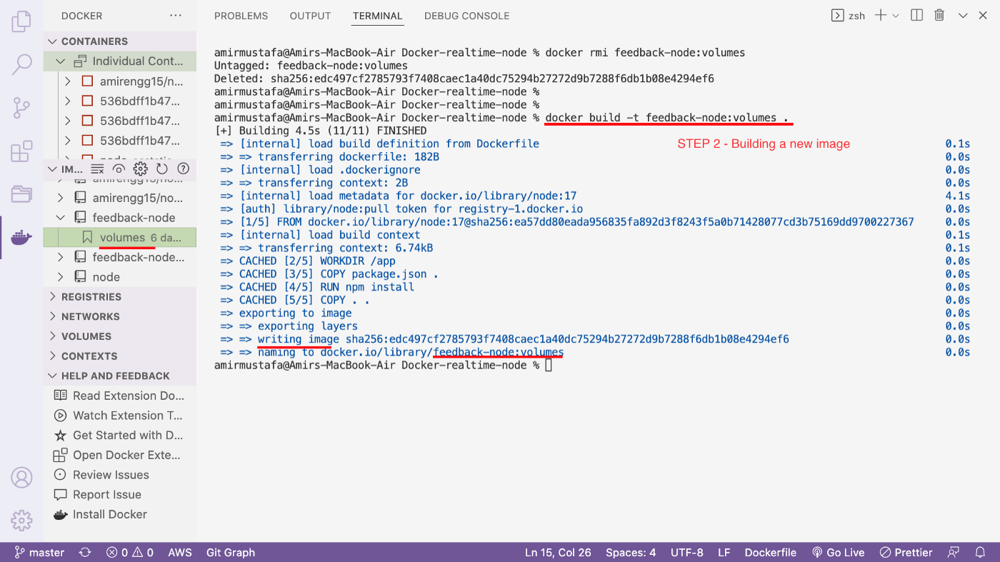 DOCKER ...
CONTAINERS
Individual Cont...
amirengg15/n...
536bdff1b47...
536bdff1b47...
536bdff1b47...
IM...
amirengg15/no...
feedback-node
volumes 6 da...
feedback-node...
node
REGISTRIES
NETWORKS
VOLUMES
CONTEXTS
HELP AND FEEDBACK
Read Extension Do...
Watch Extension T...
Get Started with D...
Open Docker Exte...
Review Issues
Report Issue
Install Docker
PROBLEMS OUTPUT TERMINAL DEBUG CONSOLE zsh
amirmustafa@Amirs-MacBook-Air Docker-realtime-node % docker rmi feedback-node:volumes
Untagged: feedback-node:volumes
Deleted: sha256:edc497cf2785793f7408caec1a40dc75294b27272d9b7288f6db1b08e4294ef6
amirmustafa@Amirs-MacBook-Air Docker-realtime-node %
amirmustafa@Amirs-MacBook-Air Docker-realtime-node %
amirmustafa@Amirs-MacBook-Air Docker-realtime-node % docker build -t feedback-node:volumes .
[+] Building 4.5s (11/11) FINISHED
=> [internal] load build definition from Dockerfile 0.1s
STEP 2 - Building a new image
=> => transferring dockerfile: 182B 0.0s
=> [internal] load .dockerignore 0.0s
=> => transferring context: 2B 0.0s
=> [internal] load metadata for docker.io/library/node:17 4.1s
=> [auth] library/node:pull token for registry-1.docker.io 0.0s
=> [1/5] FROM docker.io/library/node:17@sha256:ea57dd80eada956835fa892d3f8243f5a0b71428077cd3b75169dd9700227367 0.0s
=> [internal] load build context 0.1s
=> => transferring context: 6.74kB 0.1s
=> CACHED [2/5] WORKDIR /app 0.0s
=> CACHED [3/5] COPY package.json . 0.0s
=> CACHED [4/5] RUN npm install 0.0s
=> CACHED [5/5] COPY . . 0.0s
=> exporting to image 0.0s
=> => exporting layers 0.0s
=> => writing image sha256:edc497cf2785793f7408caec1a40dc75294b27272d9b7288f6db1b08e4294ef6 0.0s
=> => naming to docker.io/library/feedback-node:volumes 0.0s
amirmustafa@Amirs-MacBook-Air Docker-realtime-node %
master 0 0 AWS Git Graph Ln 15, Col 26 Spaces: 4 UTF-8 LF Dockerfile Go Live Prettier